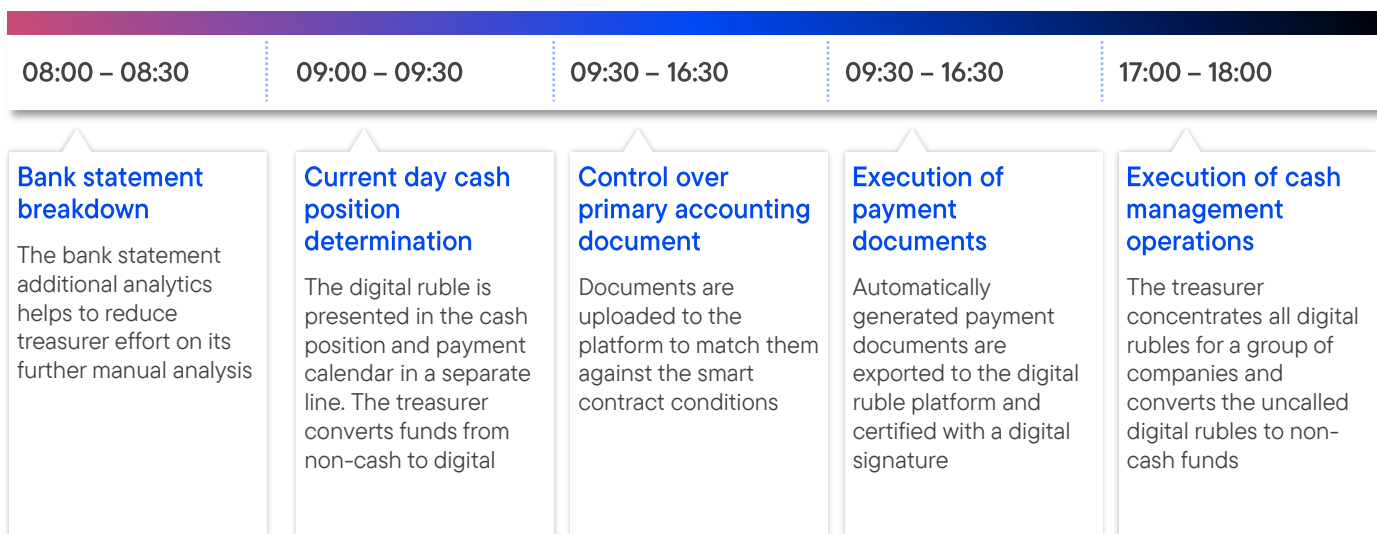 08:00 – 08:30
09:00 – 09:30
09:30 – 16:30
09:30 – 16:30
17:00 – 18:00
Bank statement
breakdown
The bank statement
additional analytics
helps to reduce
treasurer effort on its
further manual analysis
Current day cash
position
determination
The digital ruble is
presented in the cash
position and payment
calendar in a separate
line. The treasurer
converts funds from
non-cash to digital
Control over
primary accounting
document
Documents are
uploaded to the
platform to match them
against the smart
contract conditions
Execution of
payment
documents
Automatically
generated payment
documents are
exported to the digital
ruble platform and
certified with a digital
signature
Execution of cash
management
operations
The treasurer
concentrates all digital
rubles for a group of
companies and
converts the uncalled
digital rubles to non-
cash funds